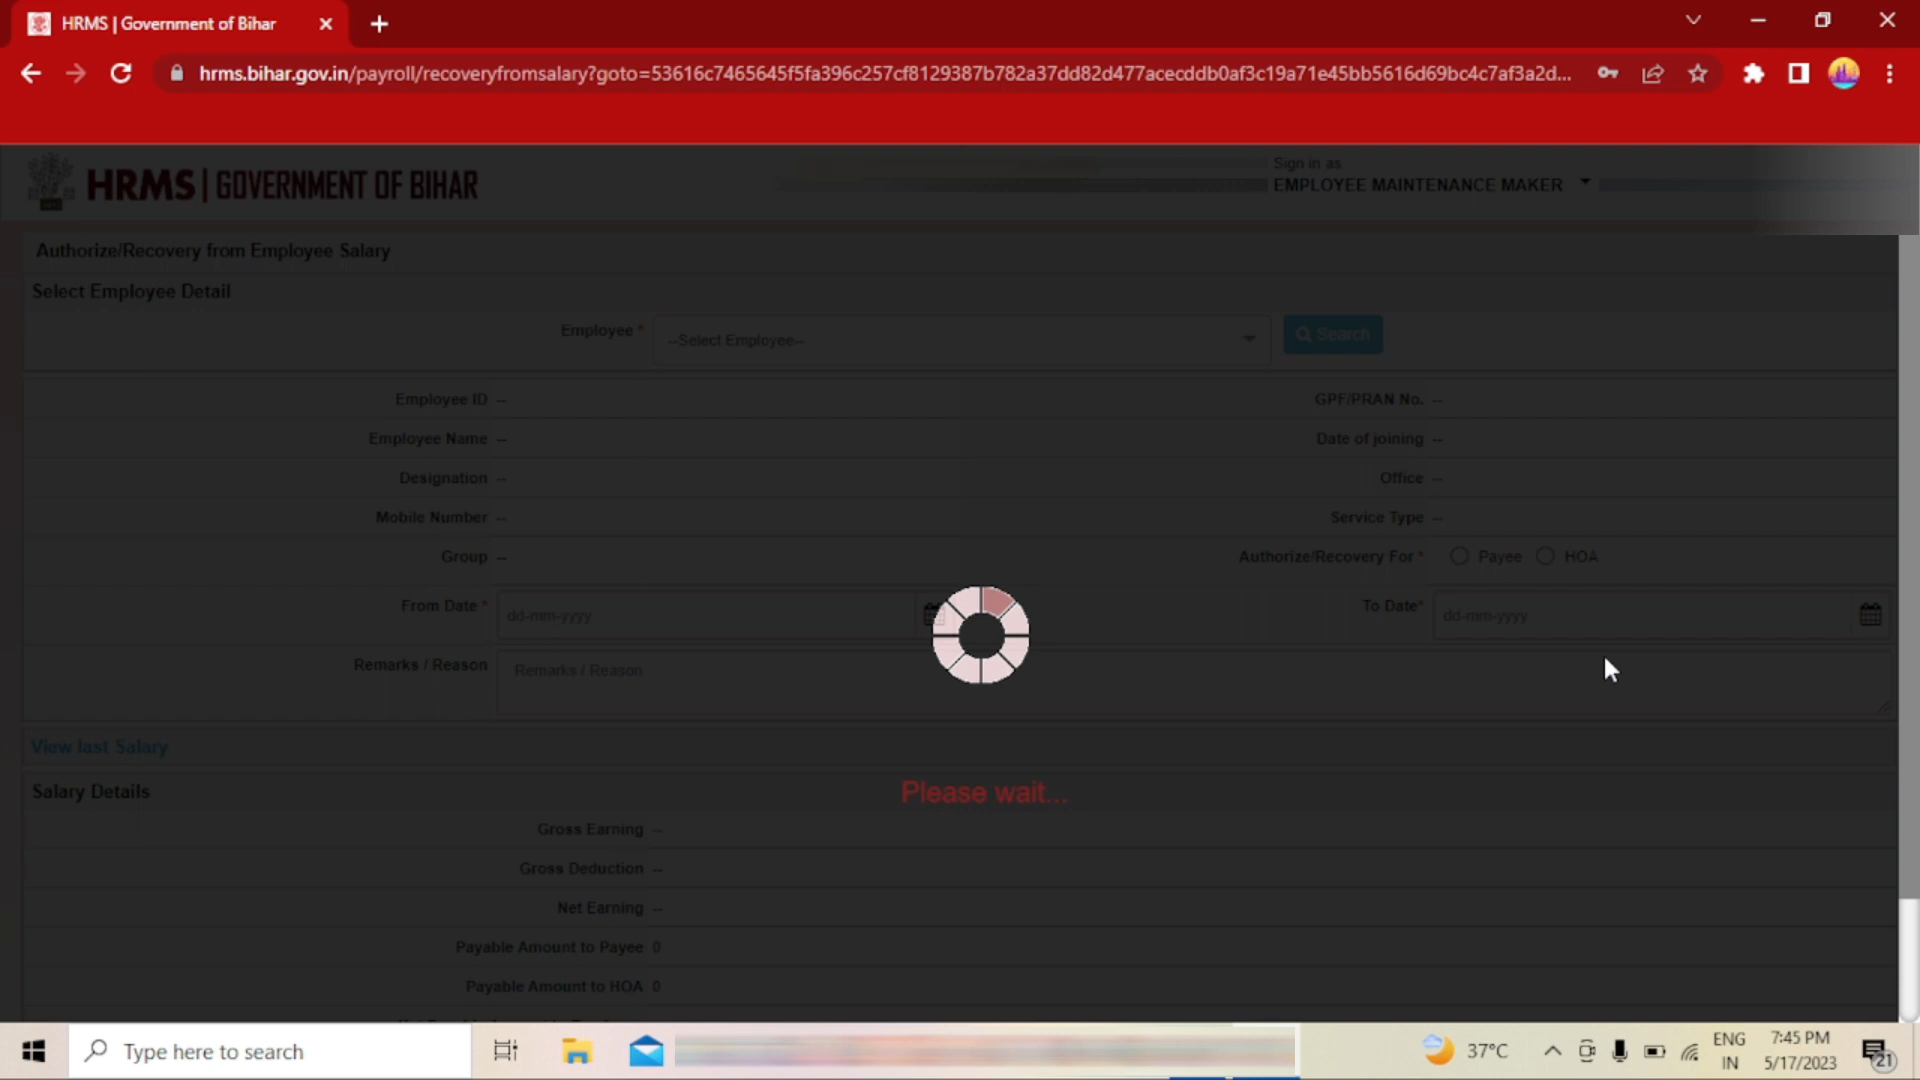 HRMS | Government of Bihar
hrms.bihar.gov.in/payroll/recoveryfromsalary?goto=53616c7465645f5fa396c257cf8129387b782a37dd82d477acecddb0af3c19a71e45bb5616d69bc4c7af3a2d...
HRMS | GOVERNMENT OF BIHAR
Sign in as
EMPLOYEE MAINTENANCE MAKER
Authorize/Recovery from Employee Salary
Select Employee Detail
Employee * --Select Employee-- Search
Employee ID -- GPF/PRAN No. --
Employee Name -- Date of joining --
Designation -- Office --
Mobile Number -- Service Type --
Group -- Authorize/Recovery For * Payee HOA
From Date * dd-mm-yyyy To Date* dd-mm-yyyy
Remarks / Reason Remarks / Reason
View last Salary
Salary Details
Please wait...
Gross Earning --
Gross Deduction --
Net Earning --
Payable Amount to Payee 0
Payable Amount to HOA 0
Type here to search
37°C
ENG
IN
7:45 PM
5/17/2023
21